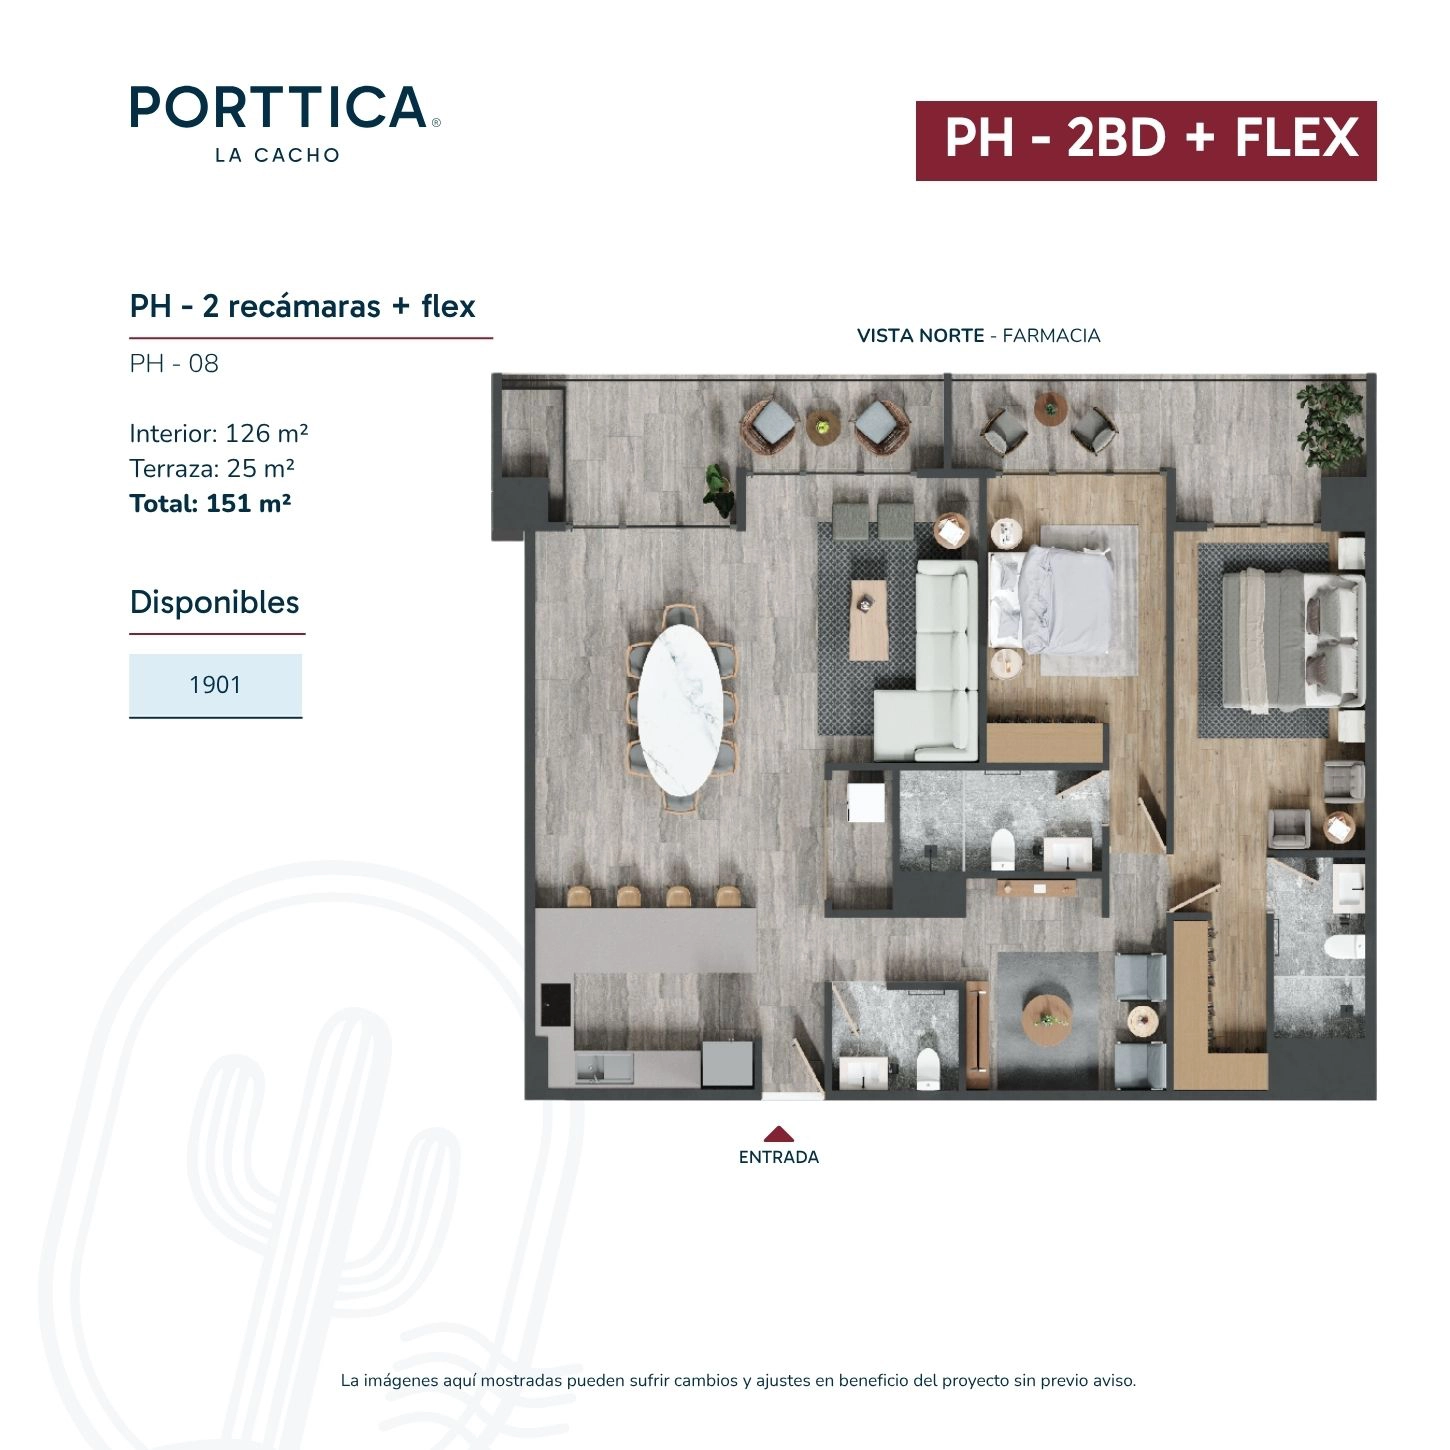 PORTTICA®
LA CACHO
PH - 2BD + FLEX
PH - 2 recámaras + flex
PH - 08
Interior: 126 m²
Terraza: 25 m²
Total: 151 m²
Disponibles
1901
VISTA NORTE - FARMACIA
ENTRADA
La imágenes aquí mostradas pueden sufrir cambios y ajustes en beneficio del proyecto sin previo aviso.